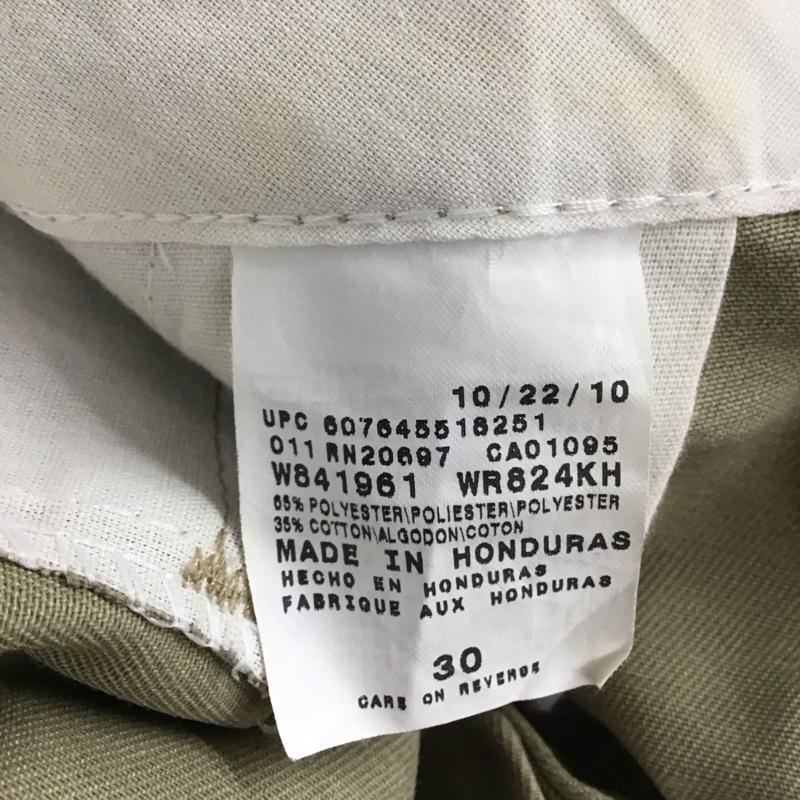 10/22/10
UPC 607645518251
011 RN20697 CA01095
W841961 WR824KH
65% POLYESTER\POLIESTER\POLYESTER
35% COTTON\ALGODON\COTON
MADE IN HONDURAS
HECHO EN HONDURAS
FABRIQUE AUX HONDURAS
30
CARE ON REVERSE